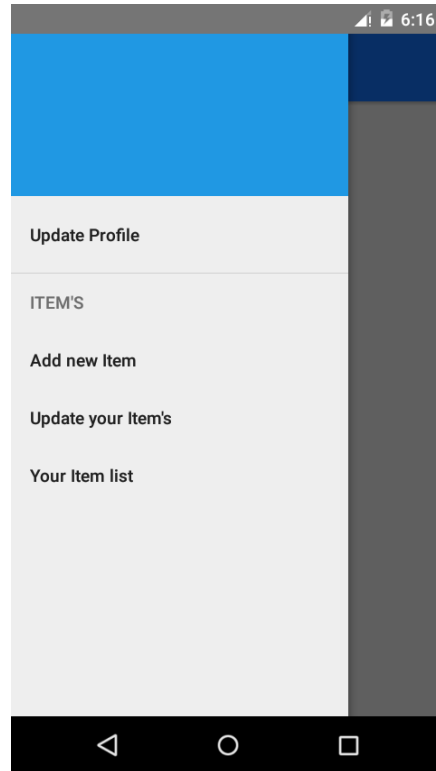 6:16
Update Profile
ITEM'S
Add new Item
Update your Item's
Your Item list